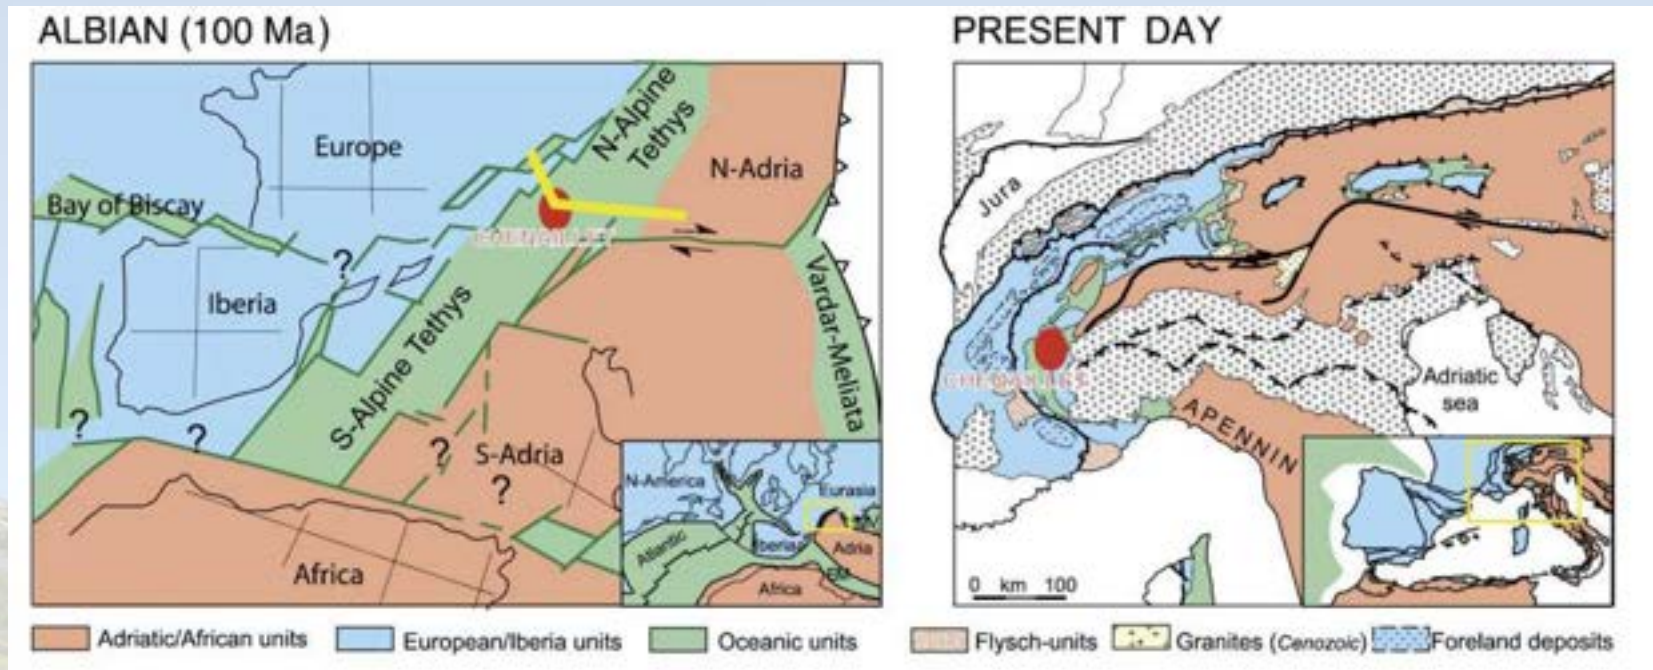 ALBIAN (100 Ma)
N-Alpine
Tethys
Europe
N-Adria
Bay of Biscay
?
Iberia
S-Alpine Tethys
Vardar-Meliata
?
?
?
S-Adria
?
Africa
N-America
Eurasia
Atlantic
Iberia
Adria
Africa
PRESENT DAY
Jura
Adriatic
sea
APENNIN
0 km 100
Adriatic/African units
European/Iberia units
Oceanic units
Flysch-units
Granites (Cenozoic)
Foreland deposits